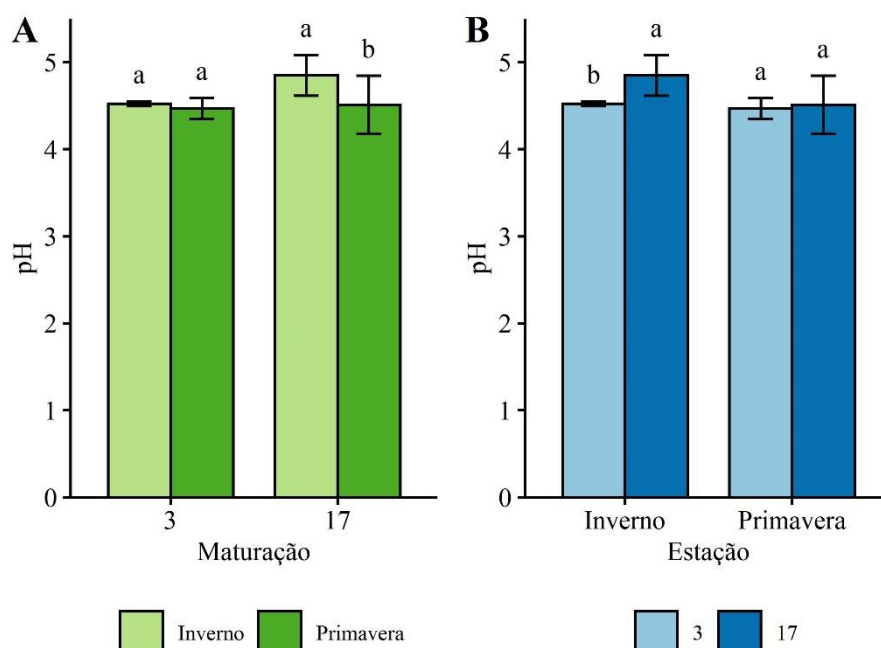 A
a
a
a
b
pH
5
4
3
2
1
0
3
17
Maturação
Inverno
Primavera
B
b
a
a
a
pH
5
4
3
2
1
0
Inverno
Primavera
Estação
3
17